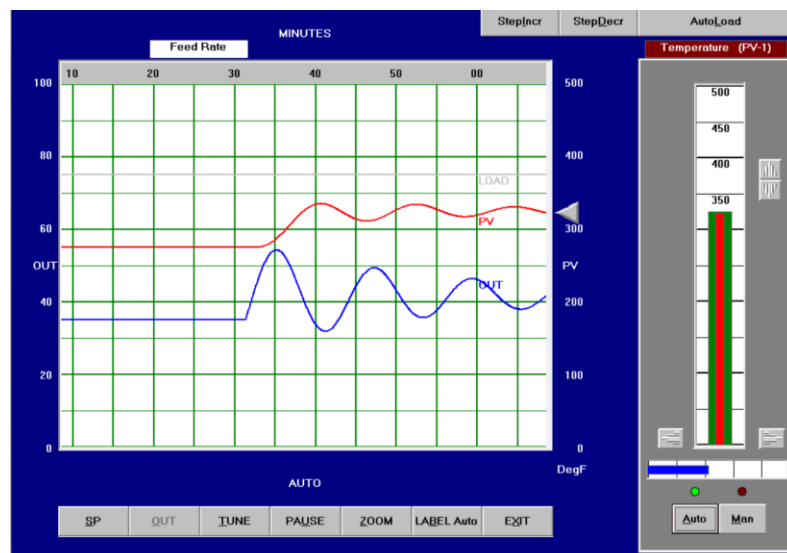 StepIncr StepDecr AutoLoad
MINUTES
Feed Rate Temperature (PV-1)
10 20 30 40 50 00
100 500 500
450
80 400 400
LOAD
350
PV
60 300
OUT PV
OUT
40 200
20 100
0 0
DegF
AUTO
SP OUT TUNE PAUSE ZOOM LABEL Auto EXIT Auto Man